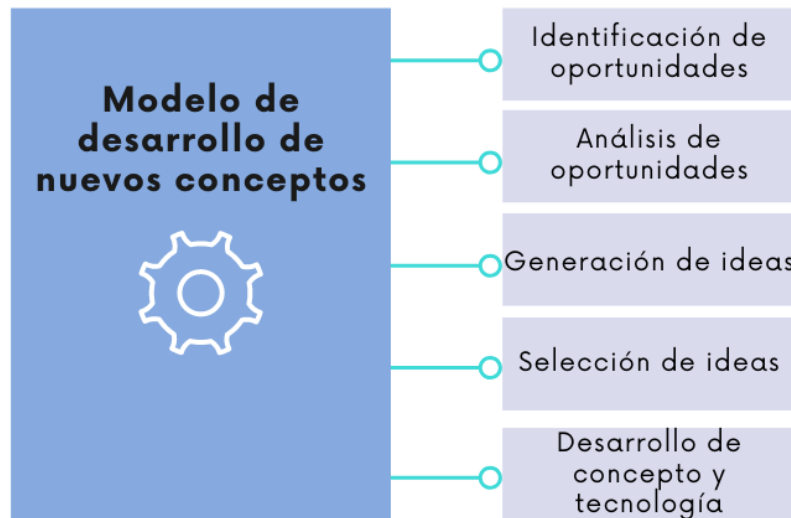 Modelo de
desarrollo de
nuevos conceptos
Identificación de
oportunidades
Análisis de
oportunidades
Generación de ideas
Selección de ideas
Desarrollo de
concepto y
tecnología